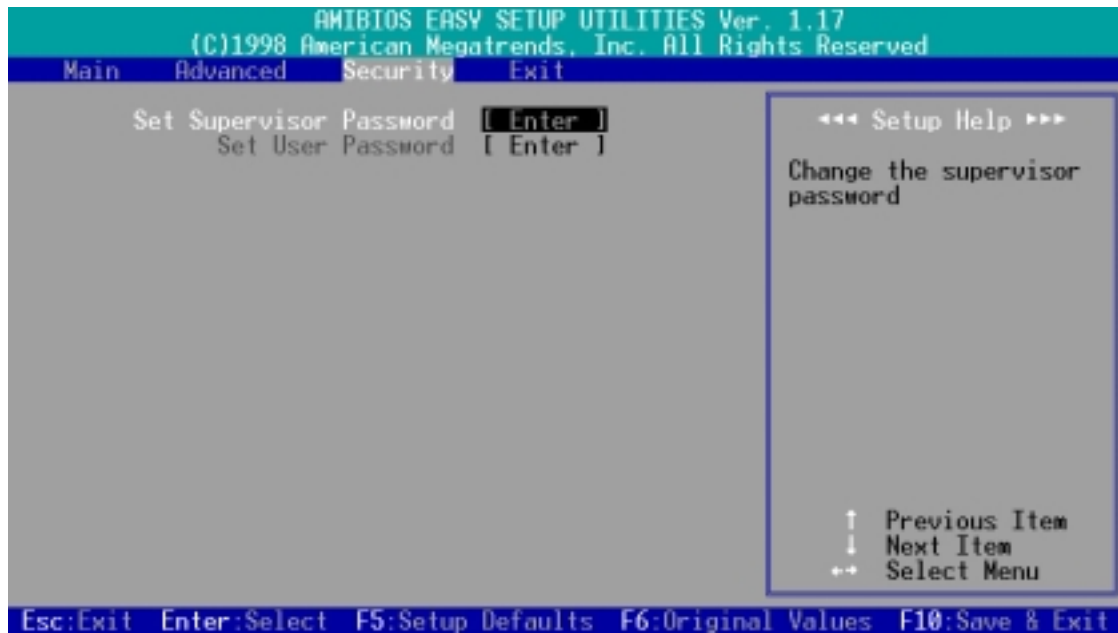 AMIBIOS EASY SETUP UTILITIES Ver. 1.17
(C)1998 American Megatrends, Inc. All Rights Reserved
Main Advanced Security Exit
Set Supervisor Password [ Enter ]
Set User Password [ Enter ]
◄◄◄ Setup Help ►►►
Change the supervisor
password
↑ Previous Item
↓ Next Item
←→ Select Menu
Esc:Exit Enter:Select F5:Setup Defaults F6:Original Values F10:Save & Exit